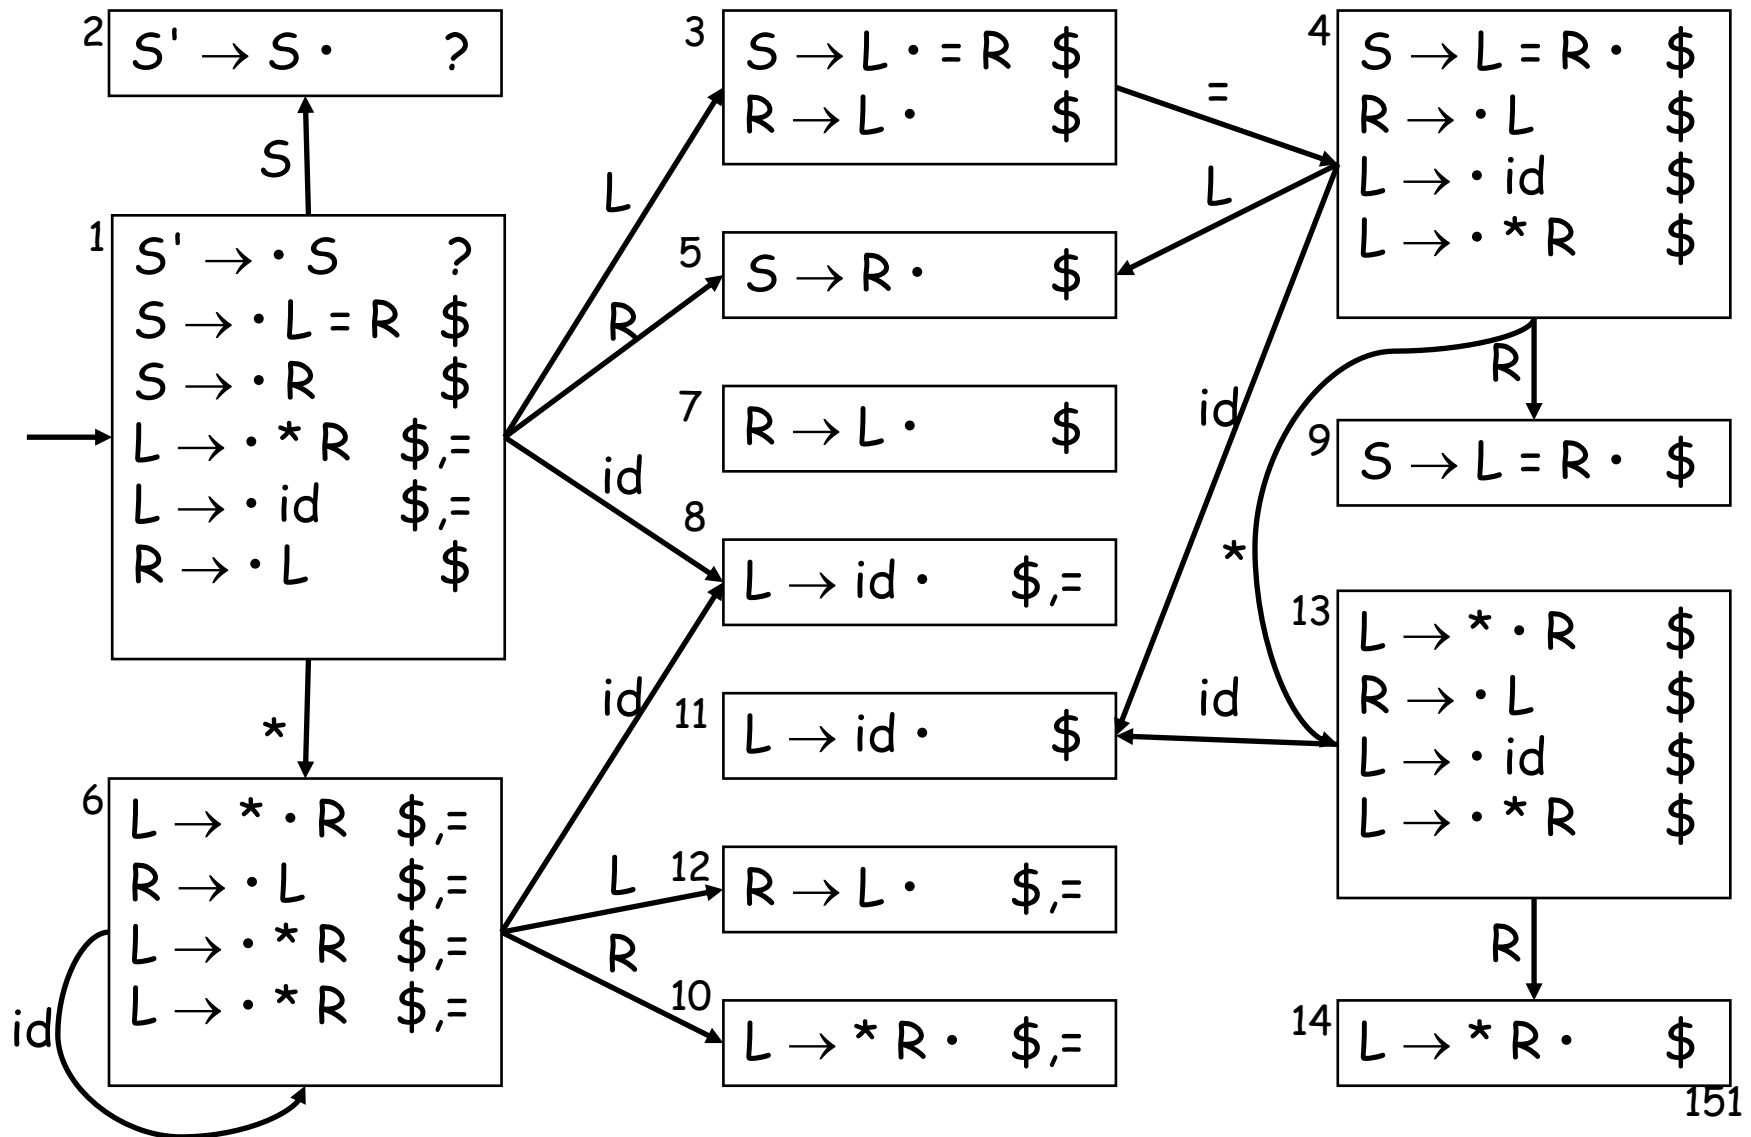 2
S' → S · ?
S
1
S' → · S ?
S → · L = R $
S → · R $
L → · * R $,=
L → · id $,=
R → · L $
*
6
L → * · R $,=
R → · L $,=
L → · * R $,=
L → · * R $,=
id
L
R
id
id
L
R
3
S → L · = R $
R → L · $
5
S → R · $
7
R → L · $
8
L → id · $,=
11
L → id · $
12
R → L · $,=
10
L → * R · $,=
=
L
id
*
id
4
S → L = R · $
R → · L $
L → · id $
L → · * R $
R
9
S → L = R · $
13
L → * · R $
R → · L $
L → · id $
L → · * R $
R
14
L → * R · $
151